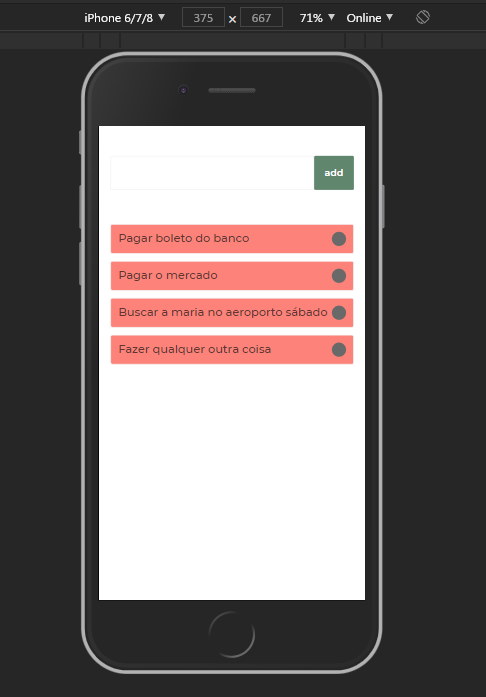 iPhone 6/7/8 ▼ 375 × 667 71% ▼ Online ▼
add
Pagar boleto do banco
Pagar o mercado
Buscar a maria no aeroporto sábado
Fazer qualquer outra coisa